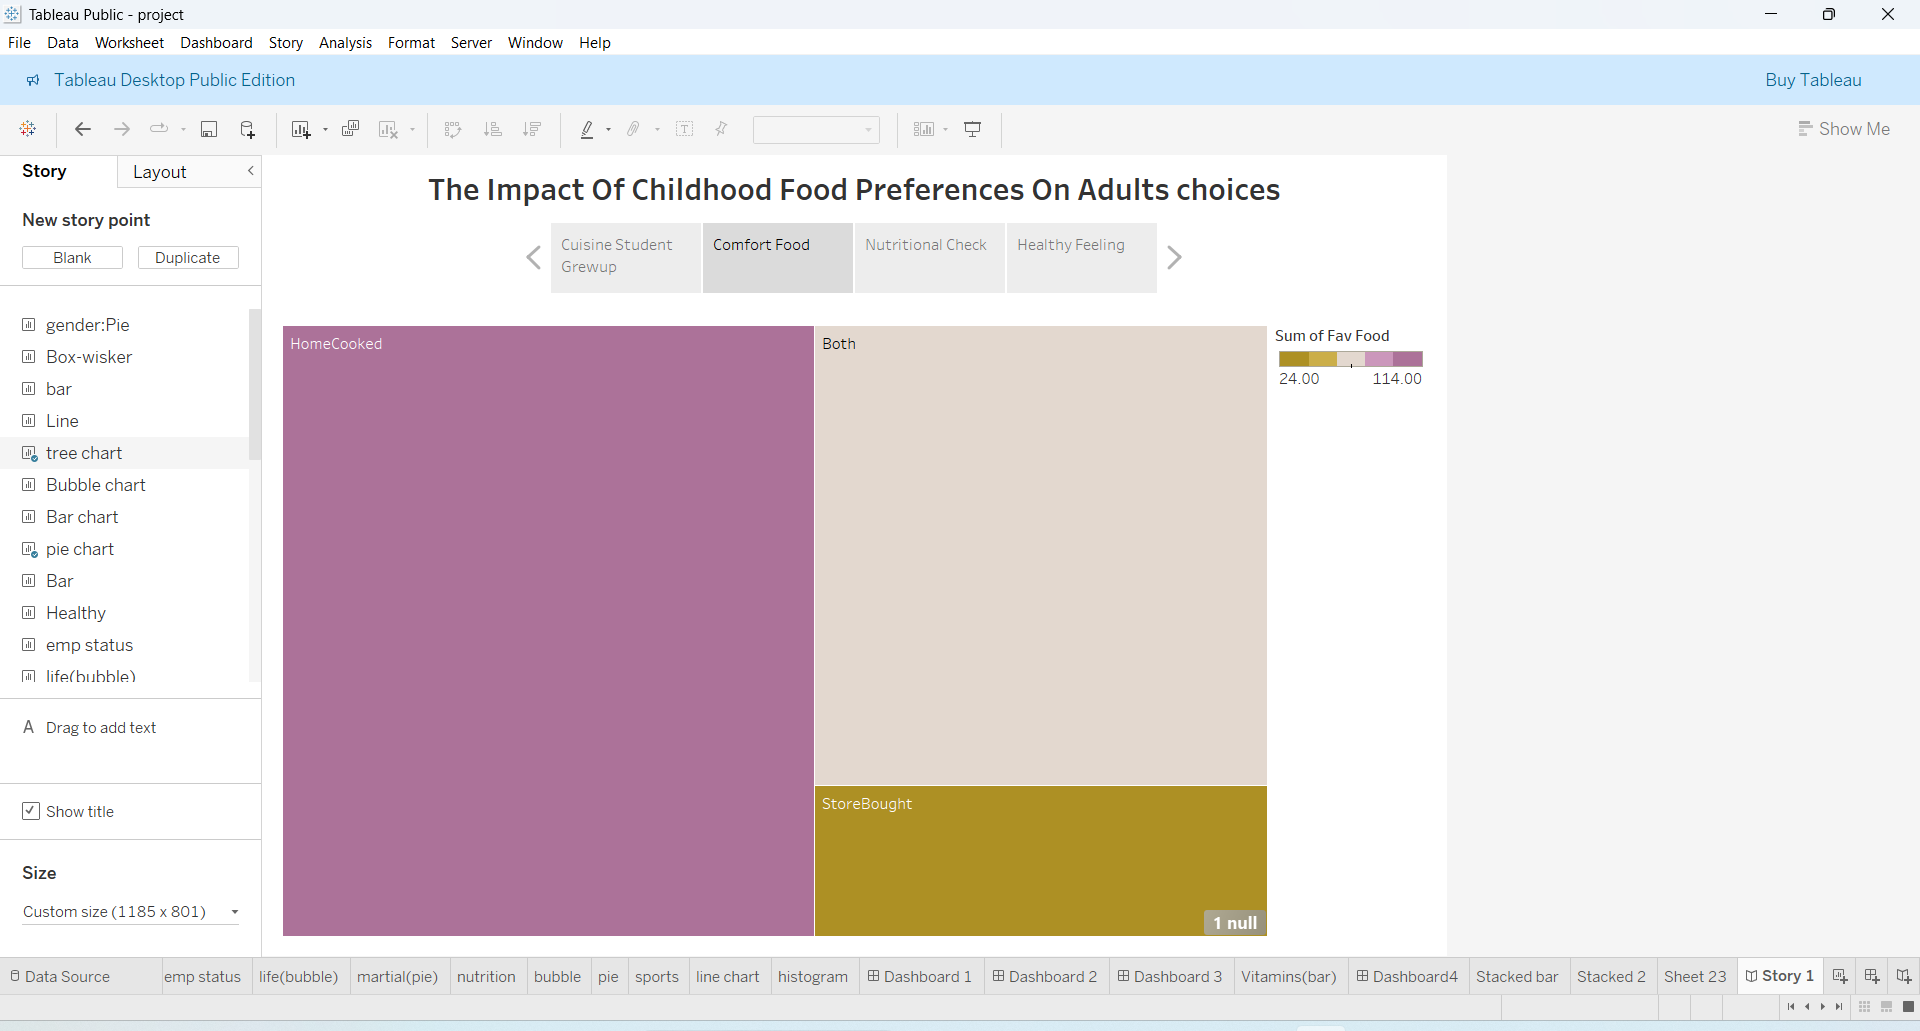 Tableau Public - project
File Data Worksheet Dashboard Story Analysis Format Server Window Help
Tableau Desktop Public Edition
Buy Tableau
Show Me
Story
Layout
New story point
Blank
Duplicate
gender:Pie
Box-wisker
bar
Line
tree chart
Bubble chart
Bar chart
pie chart
Bar
Healthy
emp status
life(bubble)
A Drag to add text
Show title
Size
Custom size (1185 x 801)
The Impact Of Childhood Food Preferences On Adults choices
Cuisine Student
Grewup
Comfort Food
Nutritional Check
Healthy Feeling
HomeCooked
Both
StoreBought
1 null
Sum of Fav Food
24.00 114.00
Data Source emp status life(bubble) martial(pie) nutrition bubble pie sports line chart histogram Dashboard 1 Dashboard 2 Dashboard 3 Vitamins(bar) Dashboard4 Stacked bar Stacked 2 Sheet 23 Story 1